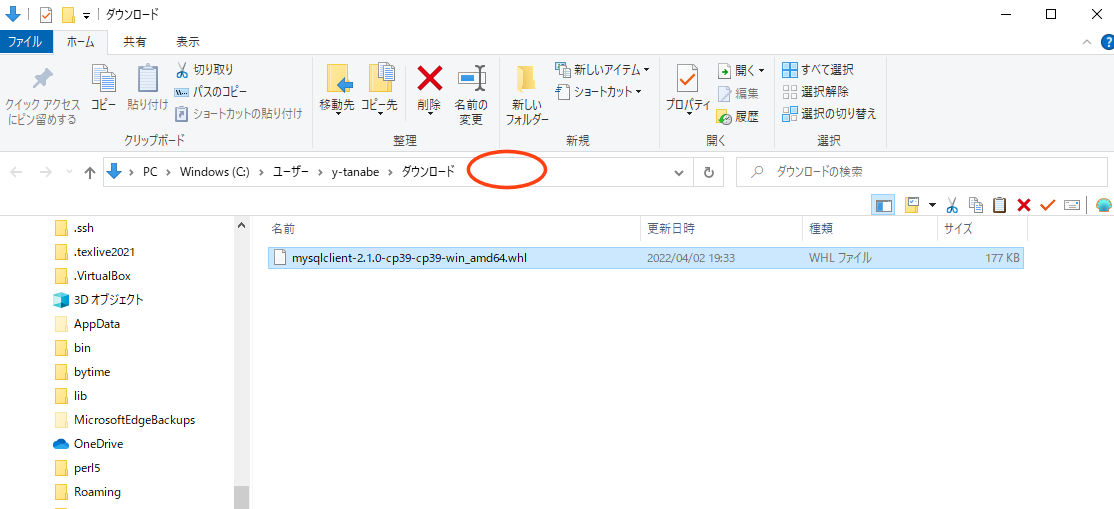 ダウンロード
ファイル ホーム 共有 表示
クイック アクセス
にピン留めする
コピー
貼り付け
切り取り
パスのコピー
ショートカットの貼り付け
クリップボード
移動先
コピー先
削除
名前の
変更
整理
新しい
フォルダー
新しいアイテム
ショートカット
新規
プロパティ
開く
編集
履歴
開く
すべて選択
選択解除
選択の切り替え
選択
PC › Windows (C:) › ユーザー › y-tanabe › ダウンロード
ダウンロードの検索
名前 更新日時 種類 サイズ
mysqlclient-2.1.0-cp39-cp39-win_amd64.whl 2022/04/02 19:33 WHL ファイル 177 KB
.ssh
.texlive2021
.VirtualBox
3D オブジェクト
AppData
bin
bytime
lib
MicrosoftEdgeBackups
OneDrive
perl5
Roaming